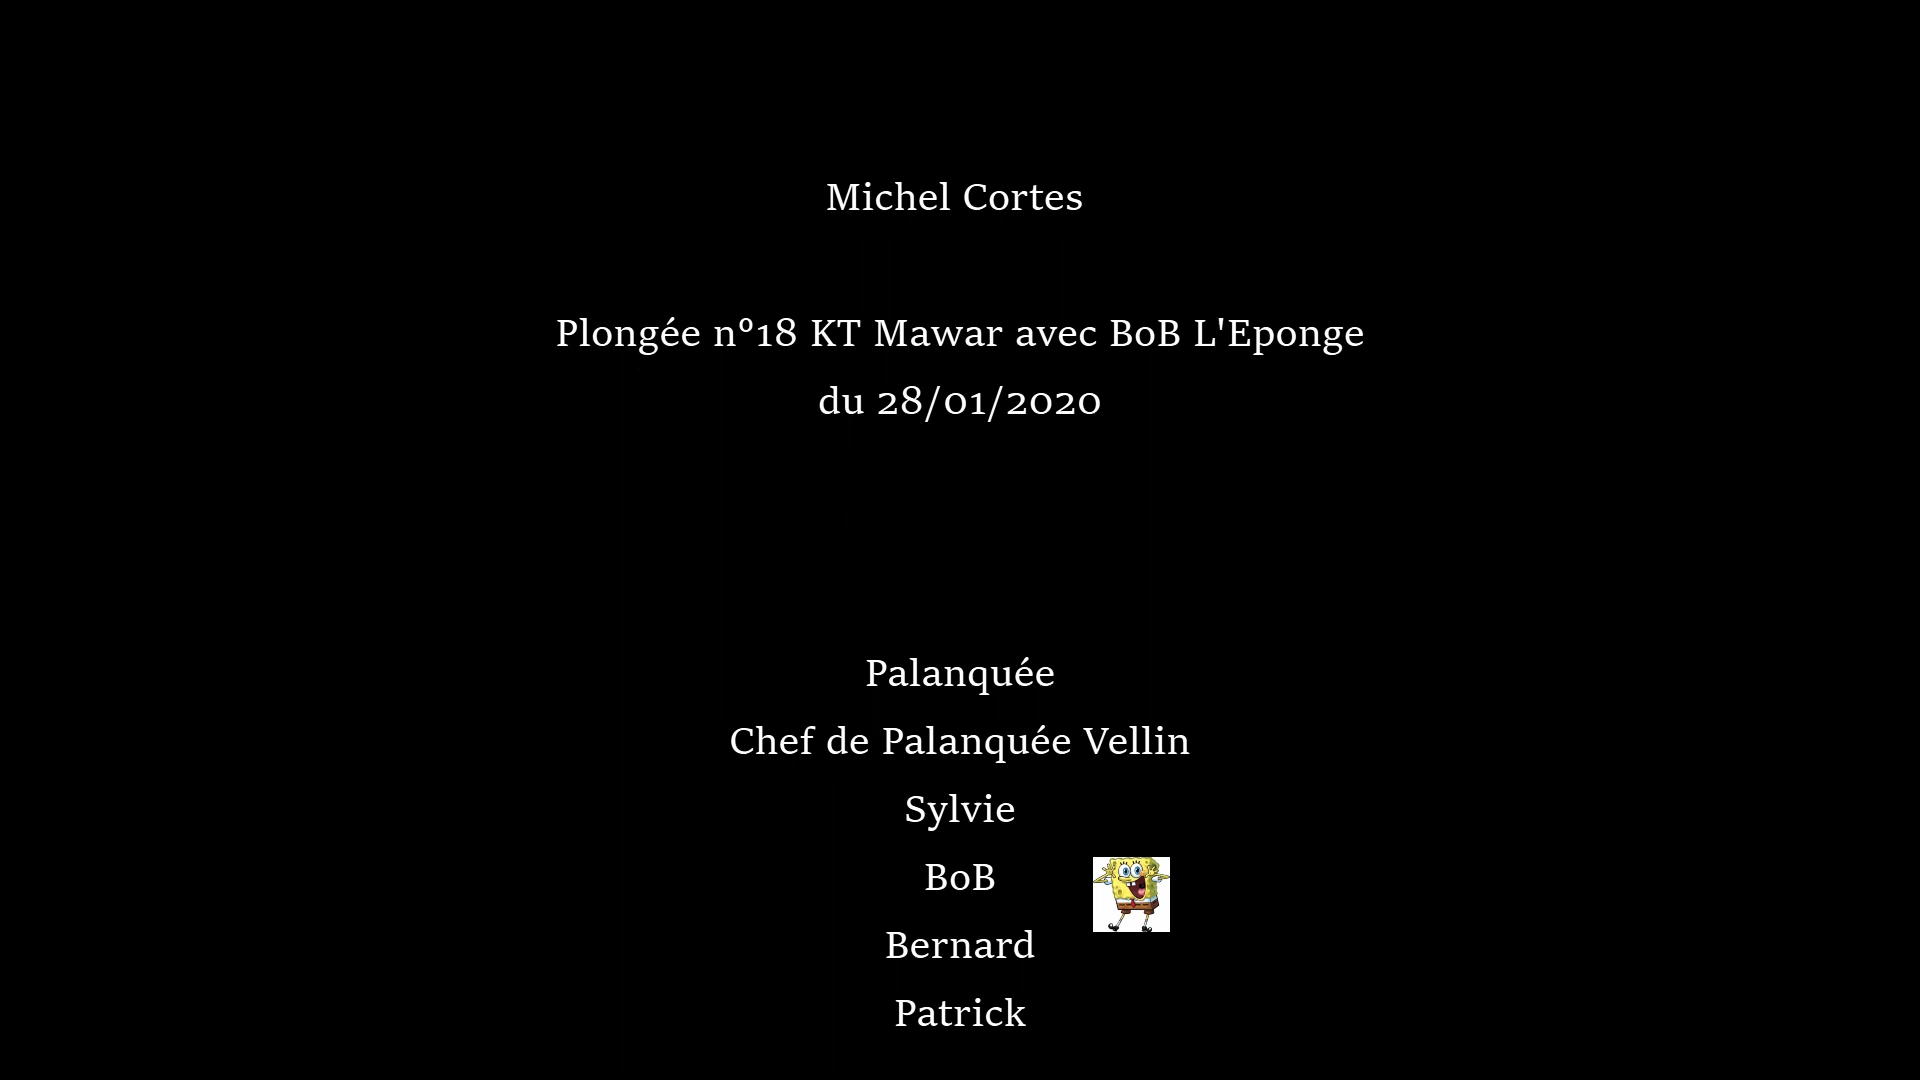 Michel Cortes
Plongée n°18 KT Mawar avec BoB L'Eponge
du 28/01/2020
Palanquée
Chef de Palanquée Vellin
Sylvie
BoB
Bernard
Patrick